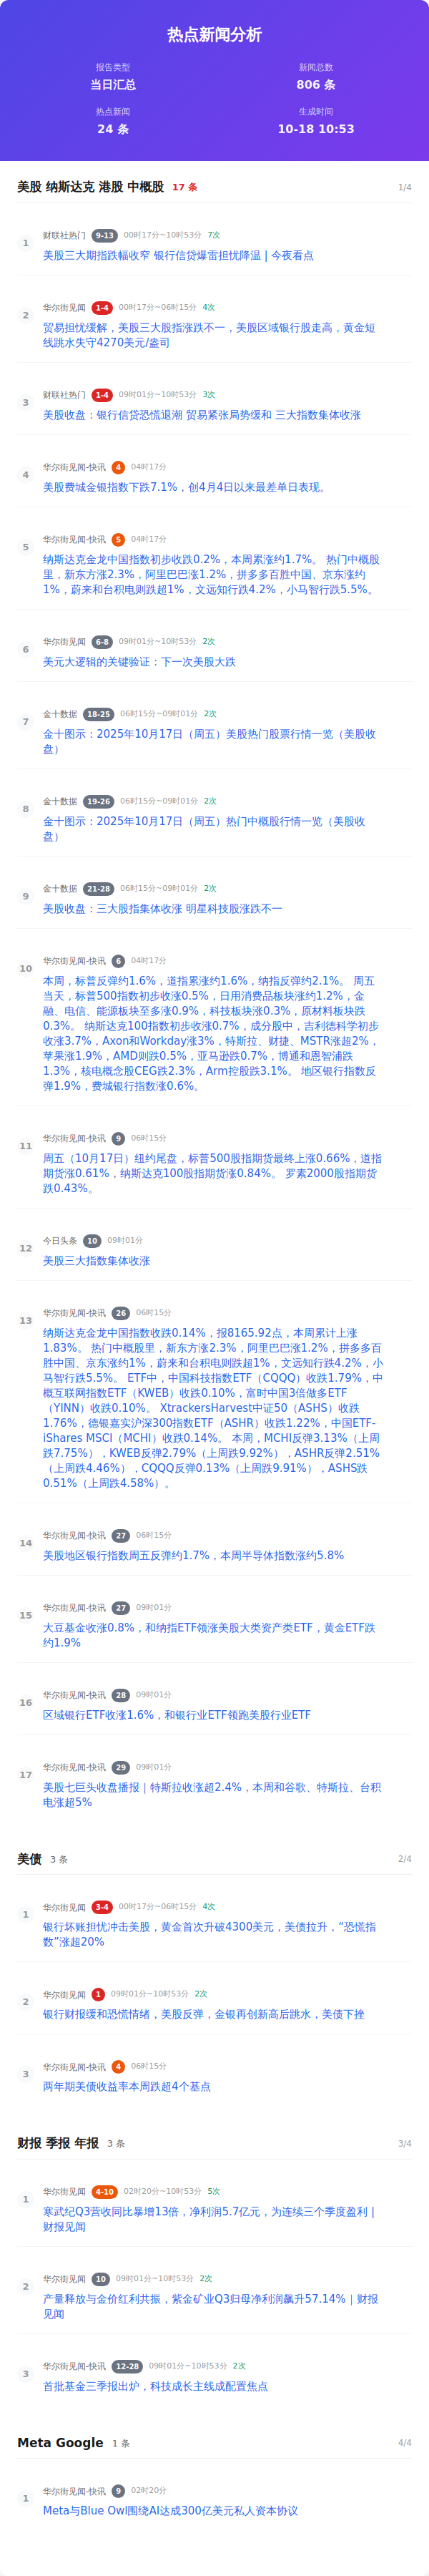 热点新闻分析
报告类型
新闻总数
当日汇总
806 条
热点新闻
生成时间
24 条
10-18 10:53
美股 纳斯达克 港股 中概股 17 条 1/4
1
财联社热门 9-13 00时17分~10时53分 7次
美股三大期指跌幅收窄 银行信贷爆雷担忧降温 | 今夜看点
2
华尔街见闻 1-4 00时17分~06时15分 4次
贸易担忧缓解，美股三大股指涨跌不一，美股区域银行股走高，黄金短
线跳水失守4270美元/盎司
3
财联社热门 1-4 09时01分~10时53分 3次
美股收盘：银行信贷恐慌退潮 贸易紧张局势缓和 三大指数集体收涨
4
华尔街见闻-快讯 4 04时17分
美股费城金银指数下跌7.1%，创4月4日以来最差单日表现。
5
华尔街见闻-快讯 5 04时17分
纳斯达克金龙中国指数初步收跌0.2%，本周累涨约1.7%。 热门中概股
里，新东方涨2.3%，阿里巴巴涨1.2%，拼多多百胜中国、京东涨约
1%，蔚来和台积电则跌超1%，文远知行跌4.2%，小马智行跌5.5%。
6
华尔街见闻 6-8 09时01分~10时53分 2次
美元大逻辑的关键验证：下一次美股大跌
7
金十数据 18-25 06时15分~09时01分 2次
金十图示：2025年10月17日（周五）美股热门股票行情一览（美股收
盘）
8
金十数据 19-26 06时15分~09时01分 2次
金十图示：2025年10月17日（周五）热门中概股行情一览（美股收
盘）
9
金十数据 21-28 06时15分~09时01分 2次
美股收盘：三大股指集体收涨 明星科技股涨跌不一
10
华尔街见闻-快讯 6 04时17分
本周，标普反弹约1.6%，道指累涨约1.6%，纳指反弹约2.1%。 周五
当天，标普500指数初步收涨0.5%，日用消费品板块涨约1.2%，金
融、电信、能源板块至多涨0.9%，科技板块涨0.3%，原材料板块跌
0.3%。 纳斯达克100指数初步收涨0.7%，成分股中，吉利德科学初步
收涨3.7%，Axon和Workday涨3%，特斯拉、财捷、MSTR涨超2%，
苹果涨1.9%，AMD则跌0.5%，亚马逊跌0.7%，博通和恩智浦跌
1.3%，核电概念股CEG跌2.3%，Arm控股跌3.1%。 地区银行指数反
弹1.9%，费城银行指数涨0.6%。
11
华尔街见闻-快讯 9 06时15分
周五（10月17日）纽约尾盘，标普500股指期货最终上涨0.66%，道指
期货涨0.61%，纳斯达克100股指期货涨0.84%。 罗素2000股指期货
跌0.43%。
12
今日头条 10 09时01分
美股三大指数集体收涨
13
华尔街见闻-快讯 26 06时15分
纳斯达克金龙中国指数收跌0.14%，报8165.92点，本周累计上涨
1.83%。 热门中概股里，新东方涨2.3%，阿里巴巴涨1.2%，拼多多百
胜中国、京东涨约1%，蔚来和台积电则跌超1%，文远知行跌4.2%，小
马智行跌5.5%。 ETF中，中国科技指数ETF（CQQQ）收跌1.79%，中
概互联网指数ETF（KWEB）收跌0.10%，富时中国3倍做多ETF
（YINN）收跌0.10%。 XtrackersHarvest中证50（ASHS）收跌
1.76%，德银嘉实沪深300指数ETF（ASHR）收跌1.22%，中国ETF-
iShares MSCI（MCHI）收跌0.14%。 本周，MCHI反弹3.13%（上周
跌7.75%），KWEB反弹2.79%（上周跌9.92%），ASHR反弹2.51%
（上周跌4.46%），CQQQ反弹0.13%（上周跌9.91%），ASHS跌
0.51%（上周跌4.58%）。
14
华尔街见闻-快讯 27 06时15分
美股地区银行指数周五反弹约1.7%，本周半导体指数涨约5.8%
15
华尔街见闻-快讯 27 09时01分
大豆基金收涨0.8%，和纳指ETF领涨美股大类资产类ETF，黄金ETF跌
约1.9%
16
华尔街见闻-快讯 28 09时01分
区域银行ETF收涨1.6%，和银行业ETF领跑美股行业ETF
17
华尔街见闻-快讯 29 09时01分
美股七巨头收盘播报｜特斯拉收涨超2.4%，本周和谷歌、特斯拉、台积
电涨超5%
美债 3 条 2/4
1
华尔街见闻 3-4 00时17分~06时15分 4次
银行坏账担忧冲击美股，黄金首次升破4300美元，美债拉升，“恐慌指
数”涨超20%
2
华尔街见闻 1 09时01分~10时53分 2次
银行财报缓和恐慌情绪，美股反弹，金银再创新高后跳水，美债下挫
3
华尔街见闻-快讯 4 06时15分
两年期美债收益率本周跌超4个基点
财报 季报 年报 3 条 3/4
1
华尔街见闻 4-10 02时20分~10时53分 5次
寒武纪Q3营收同比暴增13倍，净利润5.7亿元，为连续三个季度盈利 |
财报见闻
2
华尔街见闻 10 09时01分~10时53分 2次
产量释放与金价红利共振，紫金矿业Q3归母净利润飙升57.14%｜财报
见闻
3
华尔街见闻-快讯 12-28 09时01分~10时53分 2次
首批基金三季报出炉，科技成长主线成配置焦点
Meta Google 1 条 4/4
1
华尔街见闻-快讯 9 02时20分
Meta与Blue Owl围绕AI达成300亿美元私人资本协议